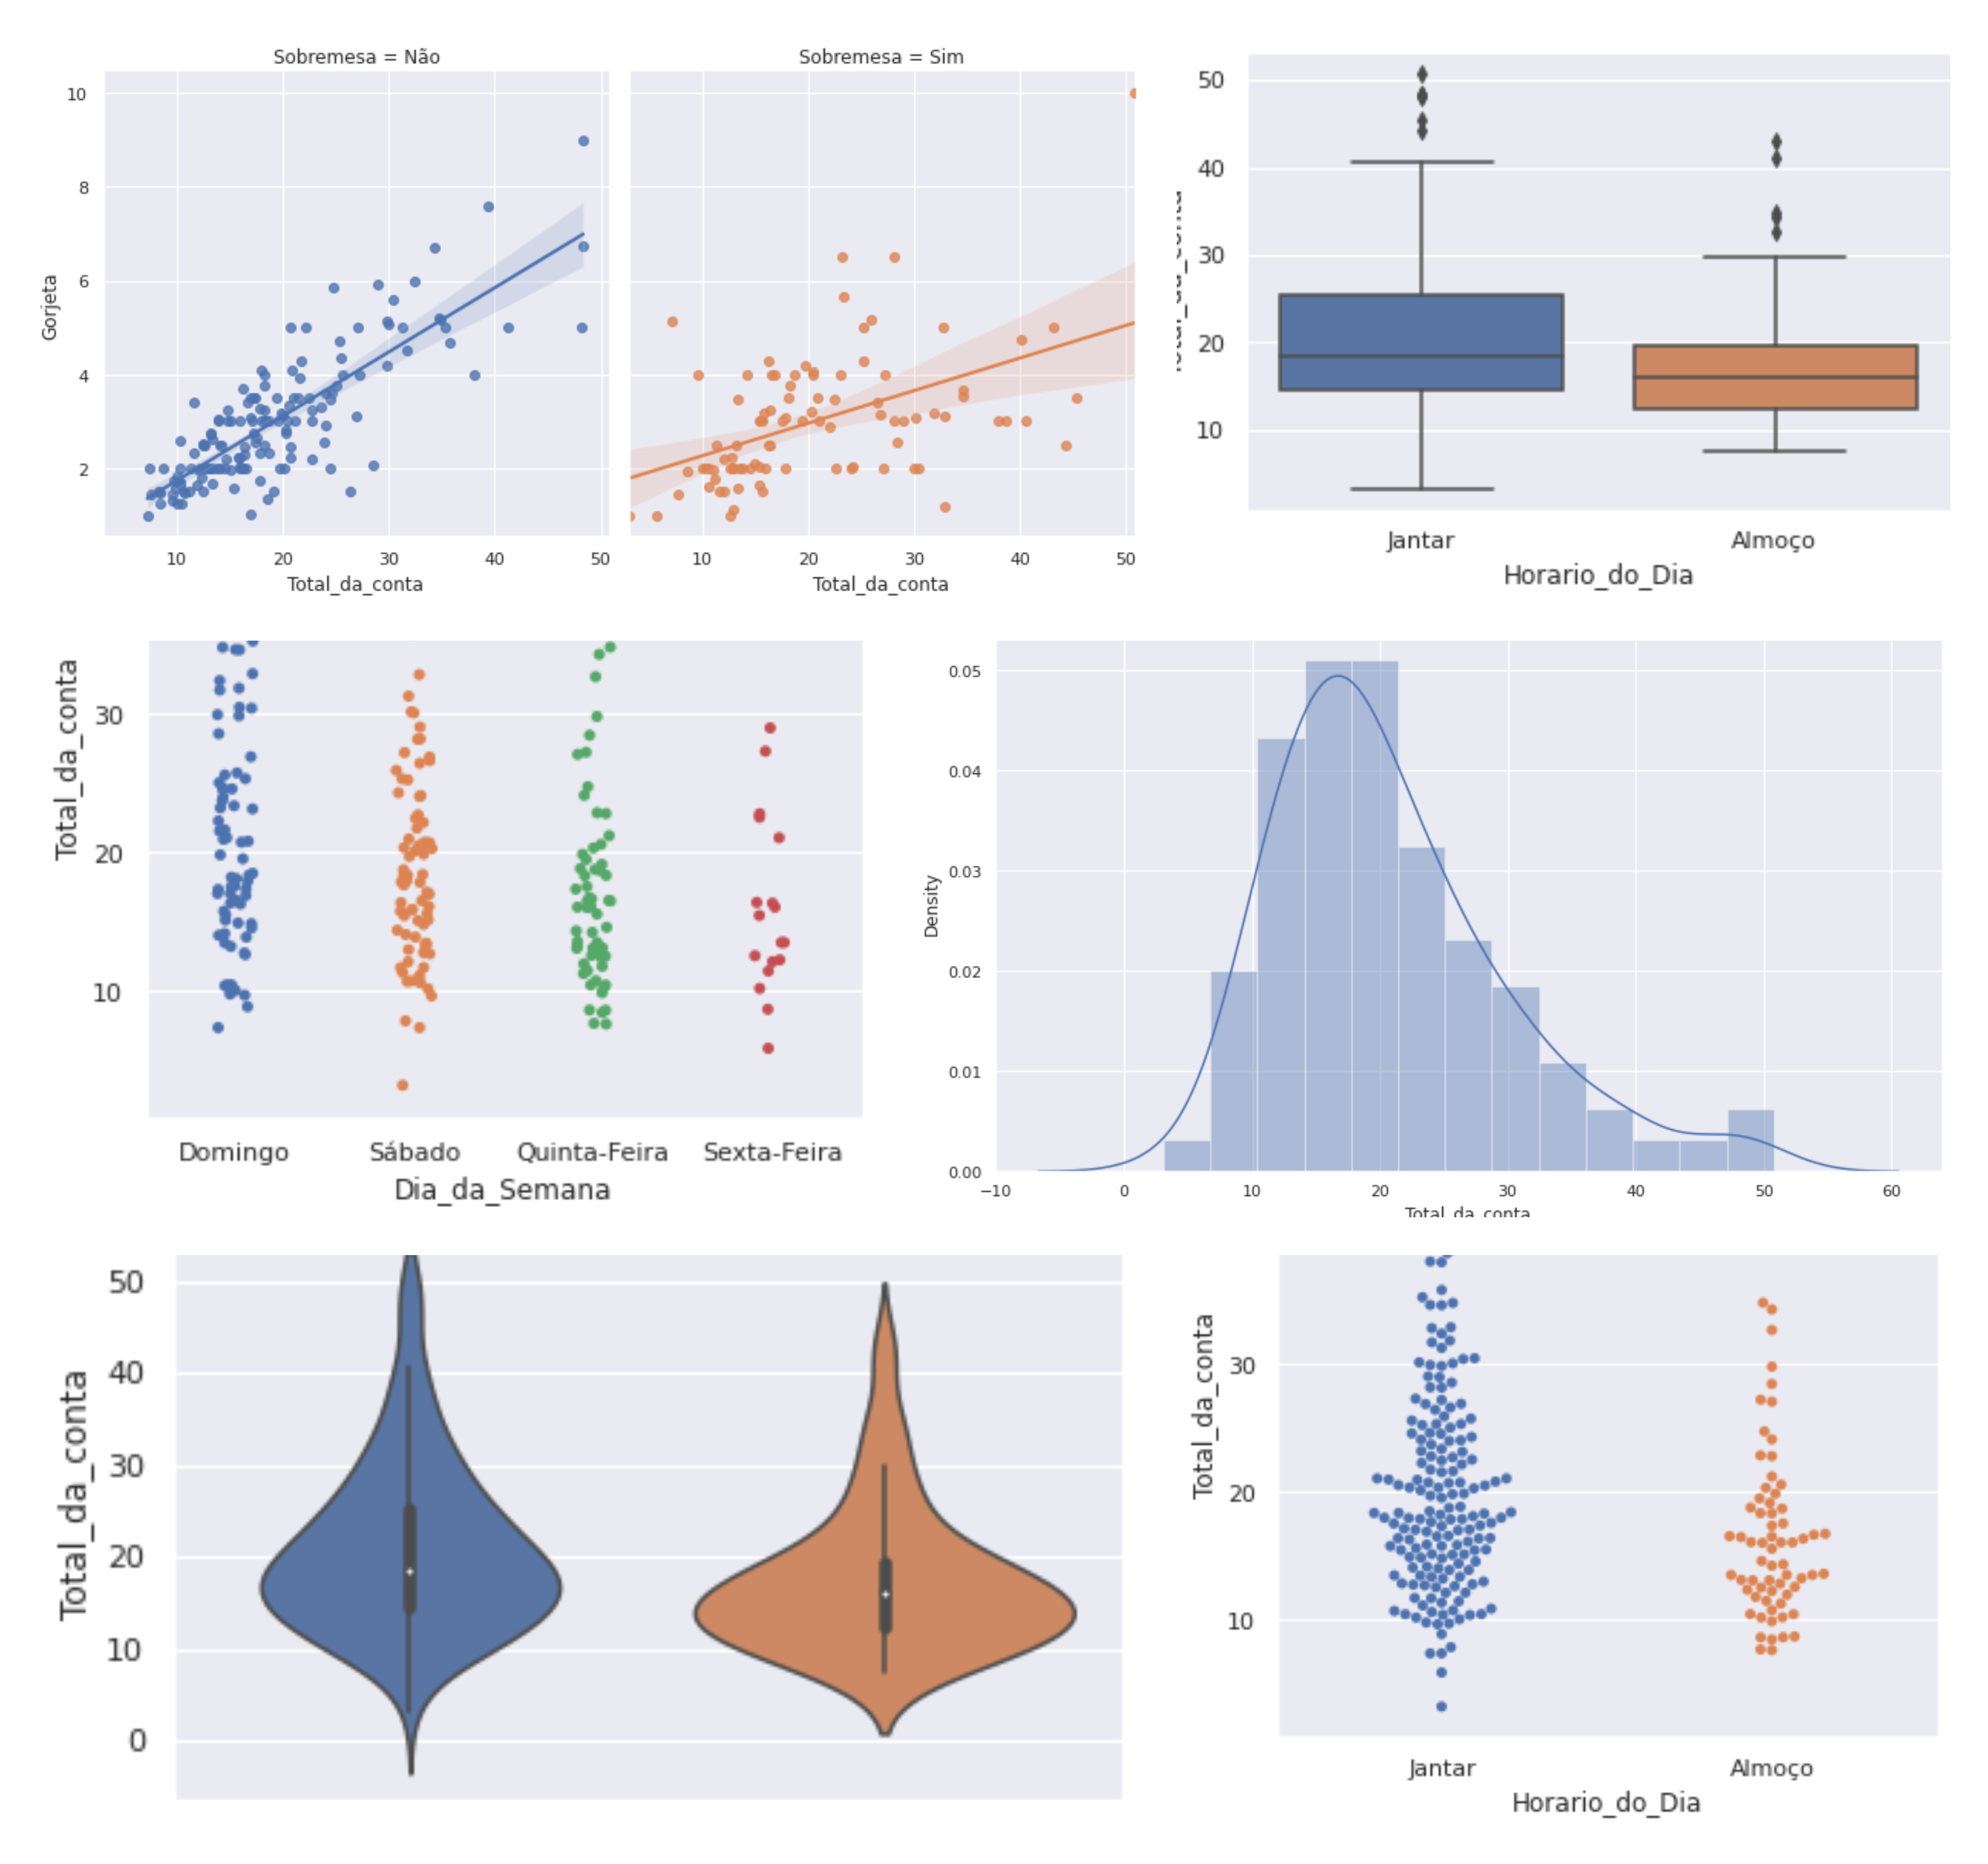 Sobremesa = Não
Sobremesa = Sim
10
8
6
4
2
Gorjeta
10 20 30 40 50
10 20 30 40 50
Total_da_conta
Total_da_conta
50
40
30
20
10
Jantar Almoço
Horario_do_Dia
Total_da_conta
30
20
10
Domingo Sábado Quinta-Feira Sexta-Feira
Dia_da_Semana
0.05
0.04
0.03
0.02
0.01
0.00
Density
−10 0 10 20 30 40 50 60
Total_da_conta
50
40
30
20
10
0
Total_da_conta
Total_da_conta
30
20
10
Jantar Almoço
Horario_do_Dia